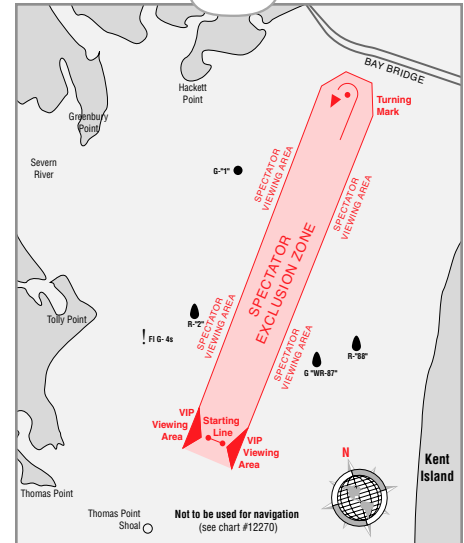 BAY BRIDGE
Hackett
Point
Turning
Mark
Greenbury
Point
Severn
River
G-"1"
SPECTATOR
VIEWING AREA
SPECTATOR
VIEWING AREA
SPECTATOR
EXCLUSION ZONE
SPECTATOR
VIEWING AREA
SPECTATOR
VIEWING AREA
Tolly Point
R-"2"
Fl G- 4s
R-"88"
G "WR-87"
VIP
Viewing
Area
Starting
Line
VIP
Viewing
Area
N
Kent
Island
Thomas Point
Thomas Point
Shoal
Not to be used for navigation
(see chart #12270)